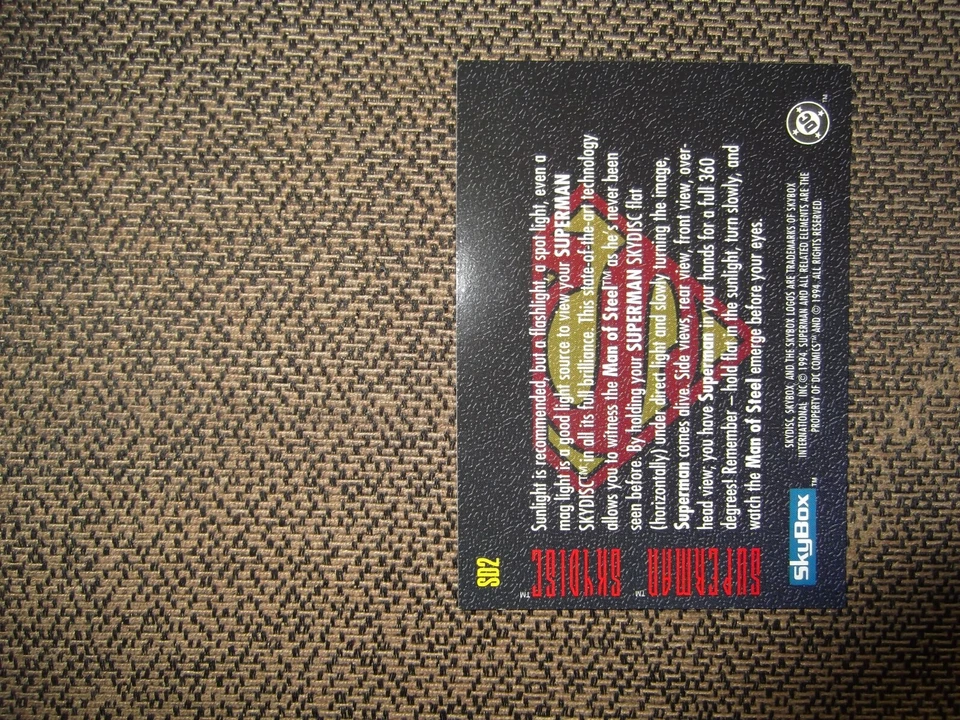 SD2
SKYDISC™
SUPERMAN™
Sunlight is recommended, but a flashlight, a spot light, even a
mag light is a good light source to view your SUPERMAN
SKYDISC™ in all its full brilliance. This state-of-the-art technology
allows you to witness the Man of Steel™ as he's never been
seen before. By holding your SUPERMAN SKYDISC flat
(horizontally) under direct light and slowly turning the image,
Superman comes alive. Side views, rear view, front view, over-
head view; you have Superman in your hands for a full 360
degrees! Remember – hold flat in the sunlight, turn slowly, and
watch the Man of Steel emerge before your eyes.
SkyBox™
SKYDISC, SKYBOX, AND THE SKYBOX LOGOS ARE TRADEMARKS OF SKYBOX
INTERNATIONAL INC © 1994. SUPERMAN AND ALL RELATED ELEMENTS ARE THE
PROPERTY OF DC COMICS™ AND © 1994. ALL RIGHTS RESERVED.
DC™